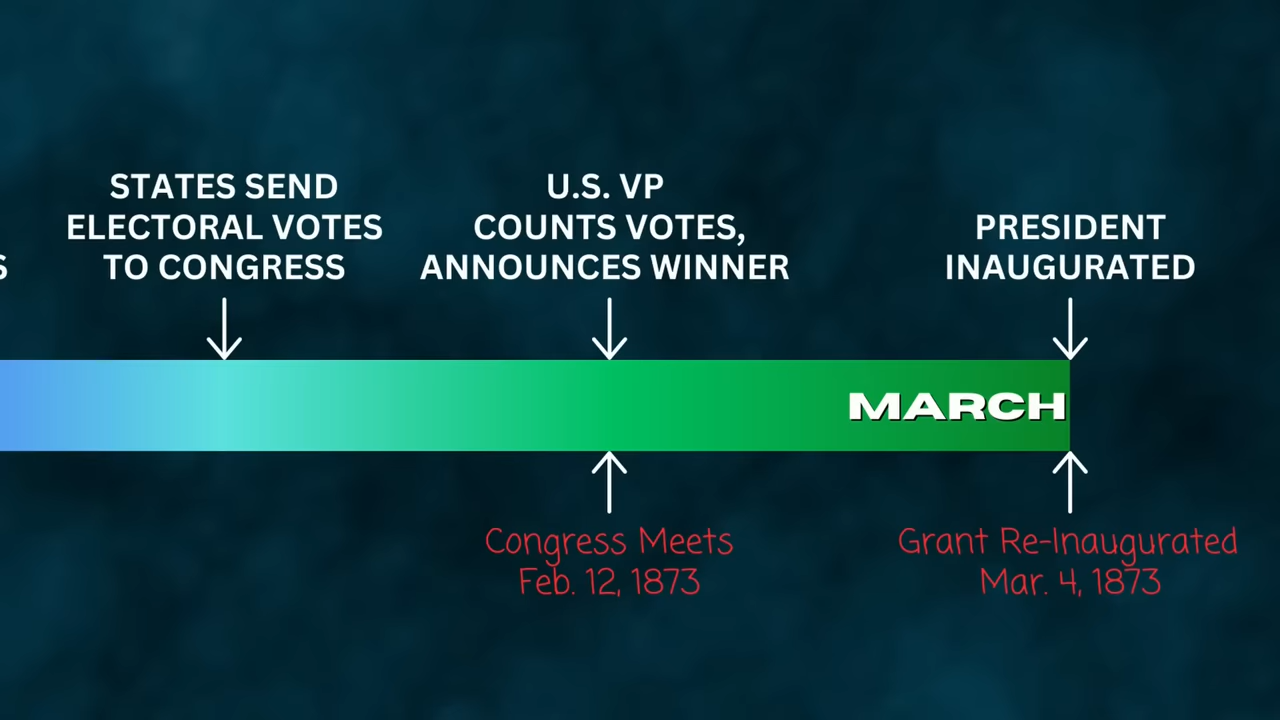 STATES SEND
ELECTORAL VOTES
TO CONGRESS
U.S. VP
COUNTS VOTES,
ANNOUNCES WINNER
PRESIDENT
INAUGURATED
MARCH
Congress Meets
Feb. 12, 1873
Grant Re-Inaugurated
Mar. 4, 1873